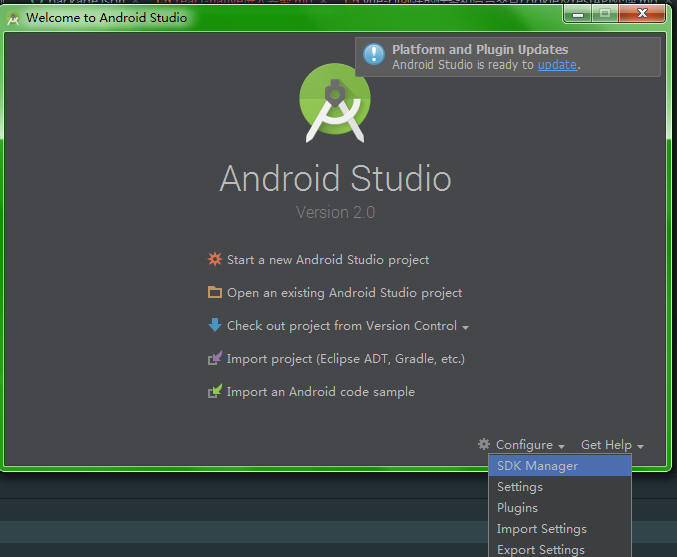 Welcome to Android Studio
Platform and Plugin Updates
Android Studio is ready to update.
Android Studio
Version 2.0
Start a new Android Studio project
Open an existing Android Studio project
Check out project from Version Control
Import project (Eclipse ADT, Gradle, etc.)
Import an Android code sample
Configure
Get Help
SDK Manager
Settings
Plugins
Import Settings
Export Settings